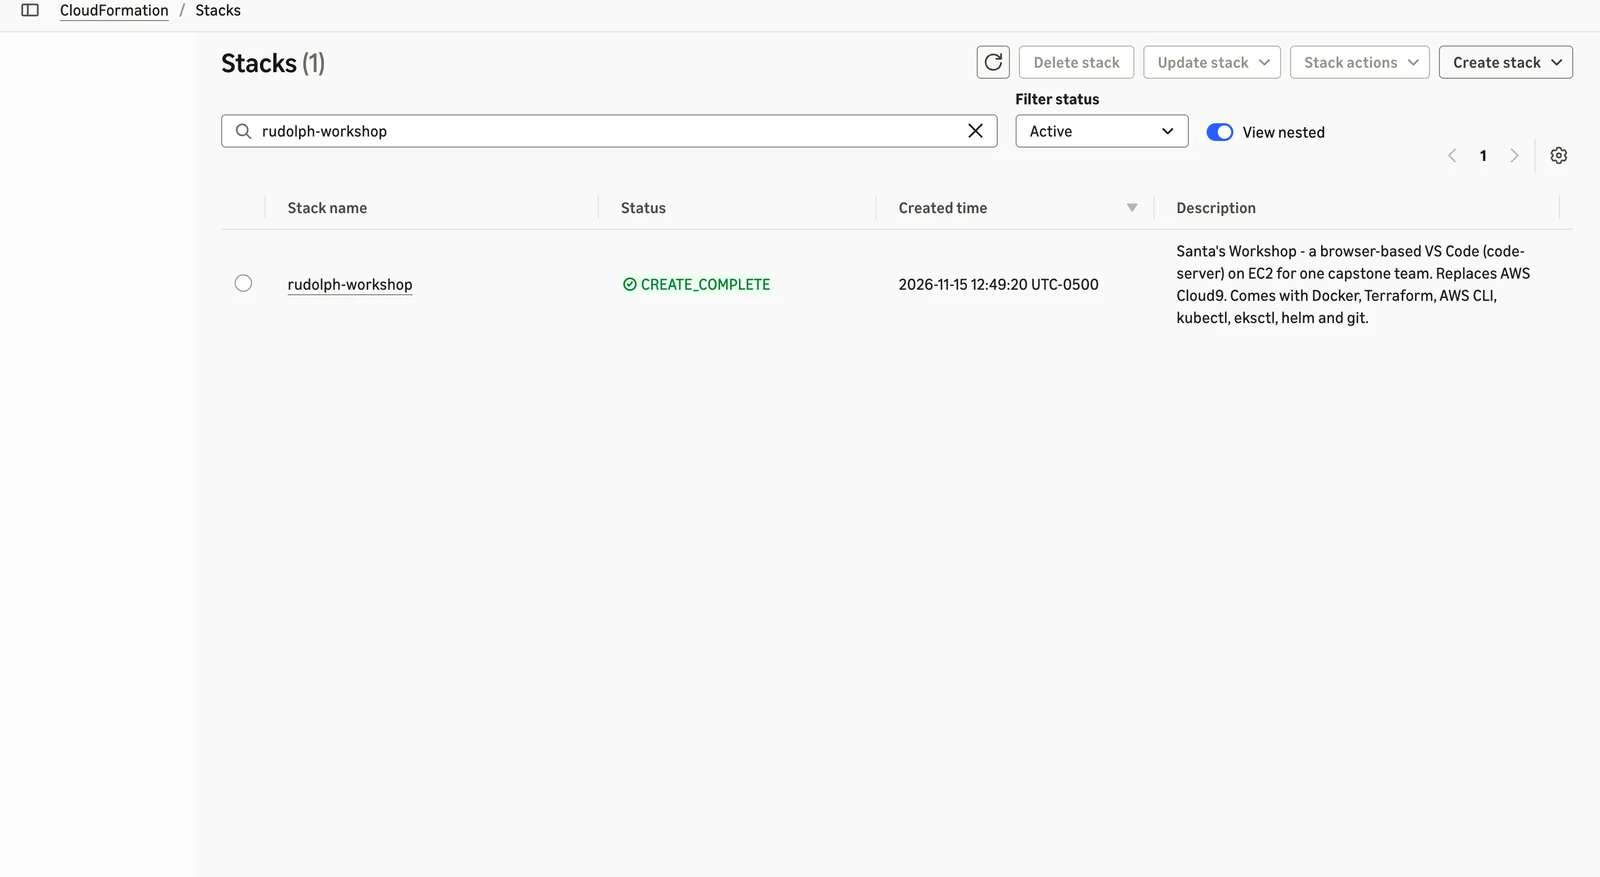 CloudFormation / Stacks
Stacks (1)
Delete stack
Update stack
Stack actions
Create stack
Filter status
rudolph-workshop
Active
View nested
1
Stack name
Status
Created time
Description
rudolph-workshop
CREATE_COMPLETE
2026-11-15 12:49:20 UTC-0500
Santa's Workshop - a browser-based VS Code (code-
server) on EC2 for one capstone team. Replaces AWS
Cloud9. Comes with Docker, Terraform, AWS CLI,
kubectl, eksctl, helm and git.